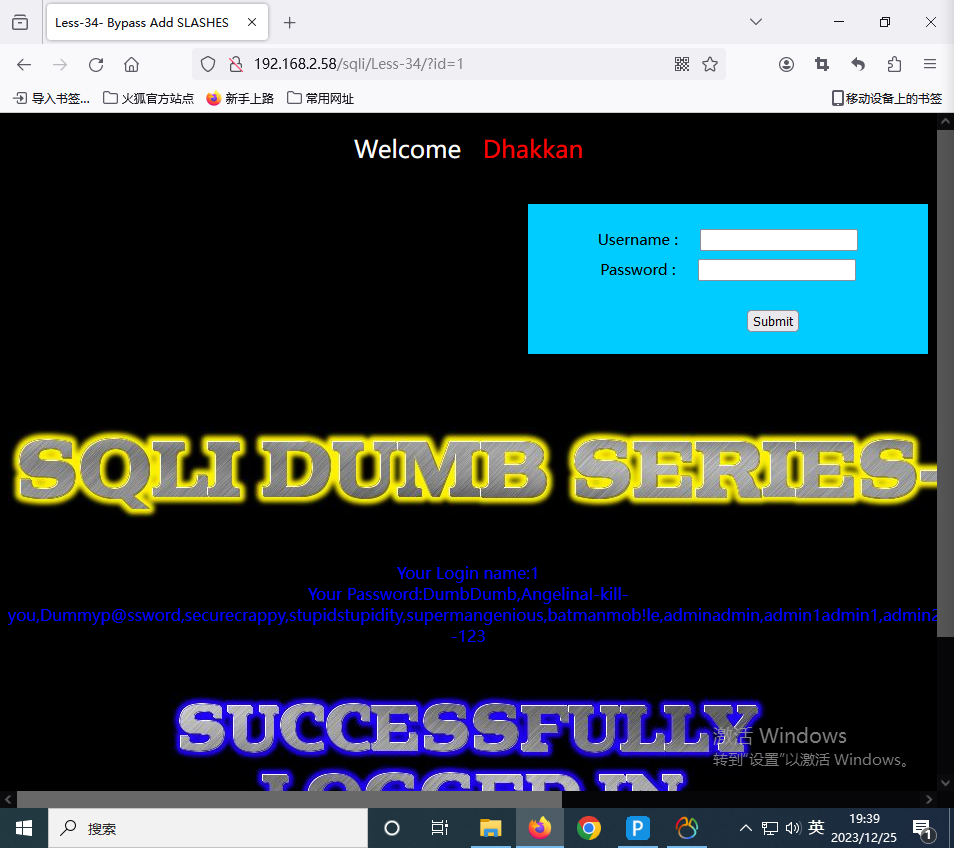 Less-34- Bypass Add SLASHES
192.168.2.58/sqli/Less-34/?id=1
导入书签... 火狐官方站点 新手上路 常用网址 移动设备上的书签
Welcome Dhakkan
Username :
Password :
Submit
SQLI DUMB SERIES-
Your Login name:1
Your Password:DumbDumb,Angelinal-kill-
you,Dummyp@ssword,securecrappy,stupidstupidity,supermangenious,batmanmob!le,adminadmin,admin1admin1,admin2
-123
SUCCESSFULLY
LOGGED IN
激活 Windows
转到"设置"以激活 Windows。
搜索
P
英
19:39
2023/12/25
1